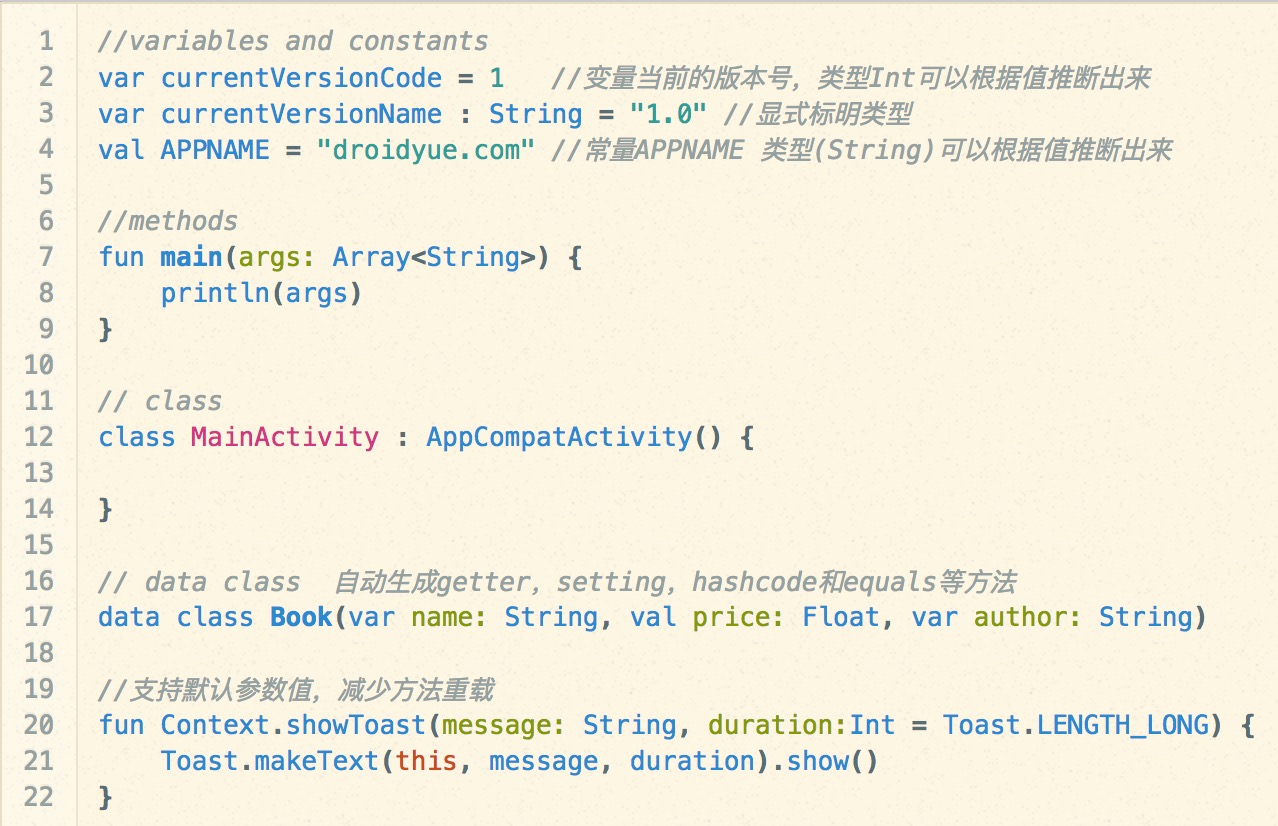 1 //variables and constants
2 var currentVersionCode = 1   //变量当前的版本号，类型Int可以根据值推断出来
3 var currentVersionName : String = "1.0" //显式标明类型
4 val APPNAME = "droidyue.com" //常量APPNAME 类型(String)可以根据值推断出来
5
6 //methods
7 fun main(args: Array<String>) {
8     println(args)
9 }
10
11 // class
12 class MainActivity : AppCompatActivity() {
13
14 }
15
16 // data class  自动生成getter，setting，hashcode和equals等方法
17 data class Book(var name: String, val price: Float, var author: String)
18
19 //支持默认参数值，减少方法重载
20 fun Context.showToast(message: String, duration:Int = Toast.LENGTH_LONG) {
21     Toast.makeText(this, message, duration).show()
22 }